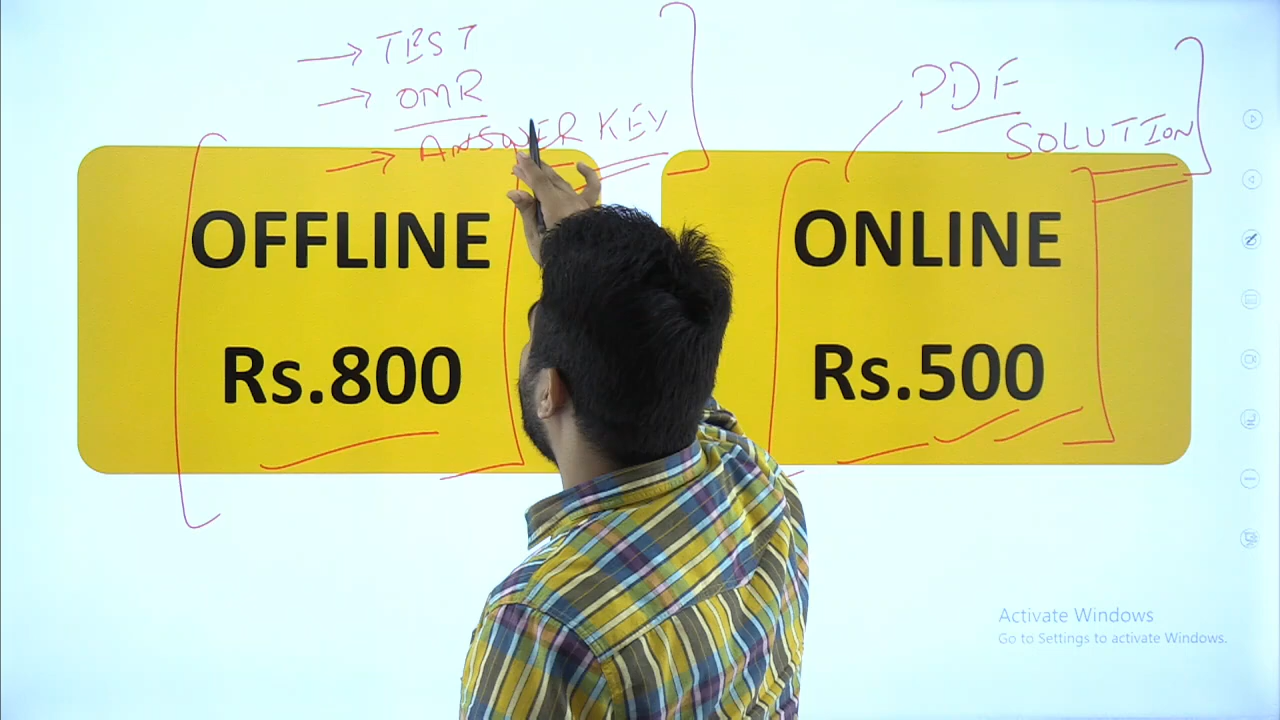 → TEST
→ OMR
→ ANSWER KEY
PDF
SOLUTION
OFFLINE
Rs.800
ONLINE
Rs.500
Activate Windows
Go to Settings to activate Windows.